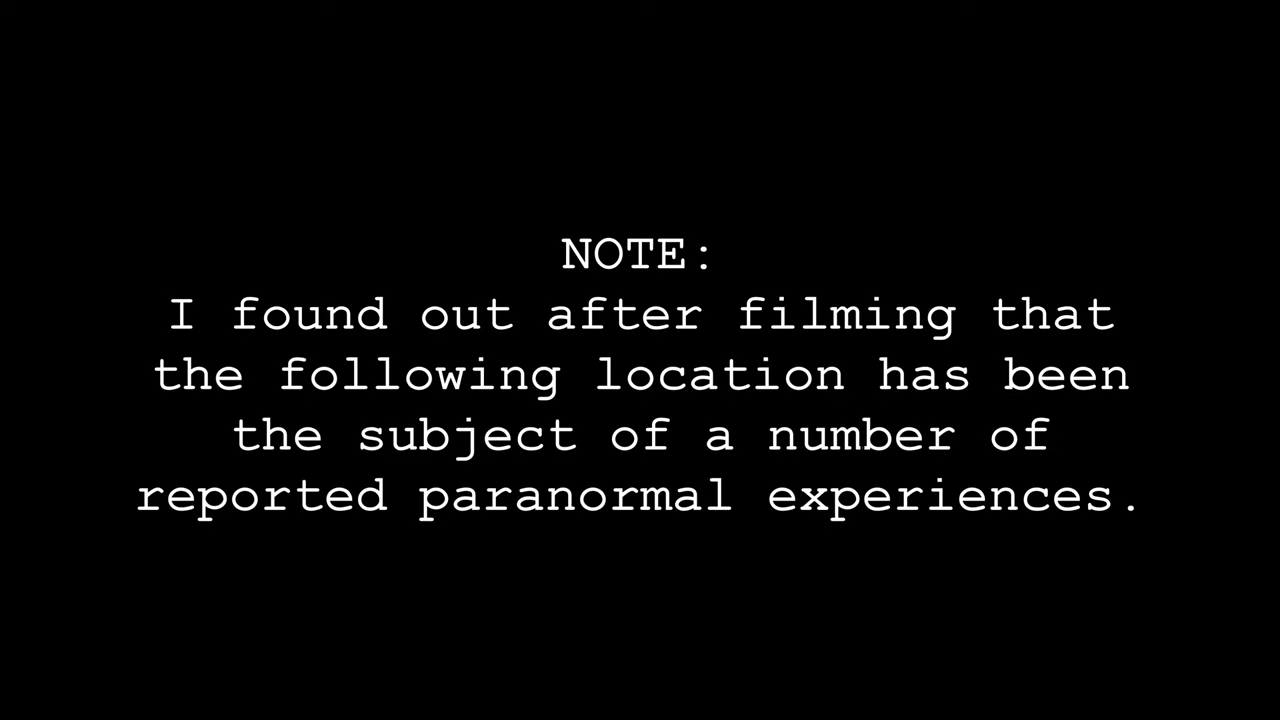 NOTE:
I found out after filming that
the following location has been
the subject of a number of
reported paranormal experiences.